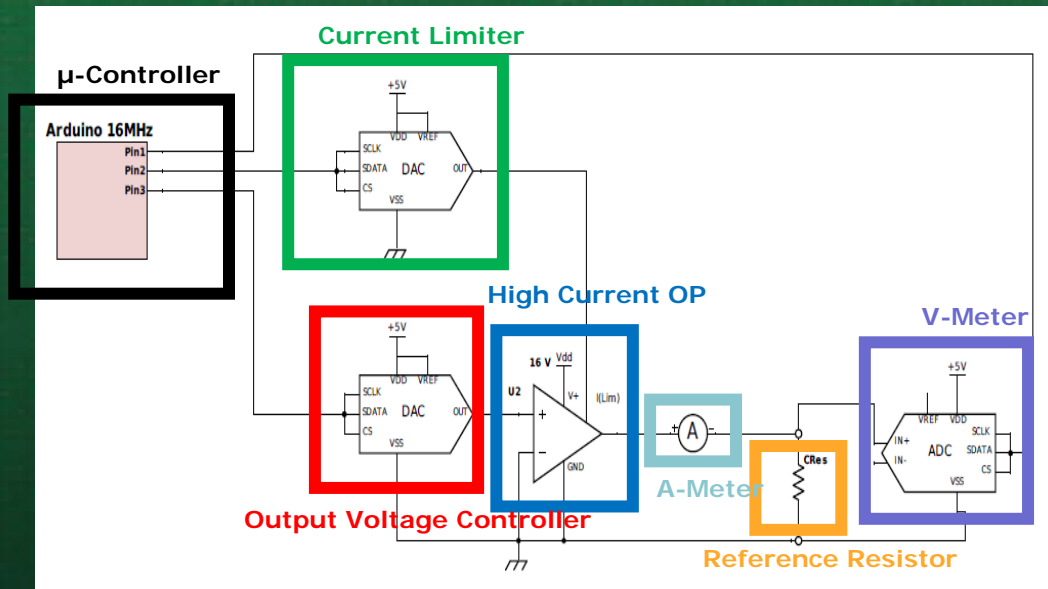 Current Limiter
µ-Controller
Arduino 16MHz
Pin1
Pin2
Pin3
+5V
VDD VREF
SCLK
SDATA DAC OUT
CS
VSS
High Current OP
V-Meter
+5V
VDD VREF
SCLK
SDATA DAC OUT
CS
VSS
16 V Vdd
U2
V+
I(Lim)
+
-
GND
+ A -
A-Meter
CRes
+5V
VREF VDD
SCLK
IN+ ADC SDATA
IN- CS
VSS
Output Voltage Controller
Reference Resistor